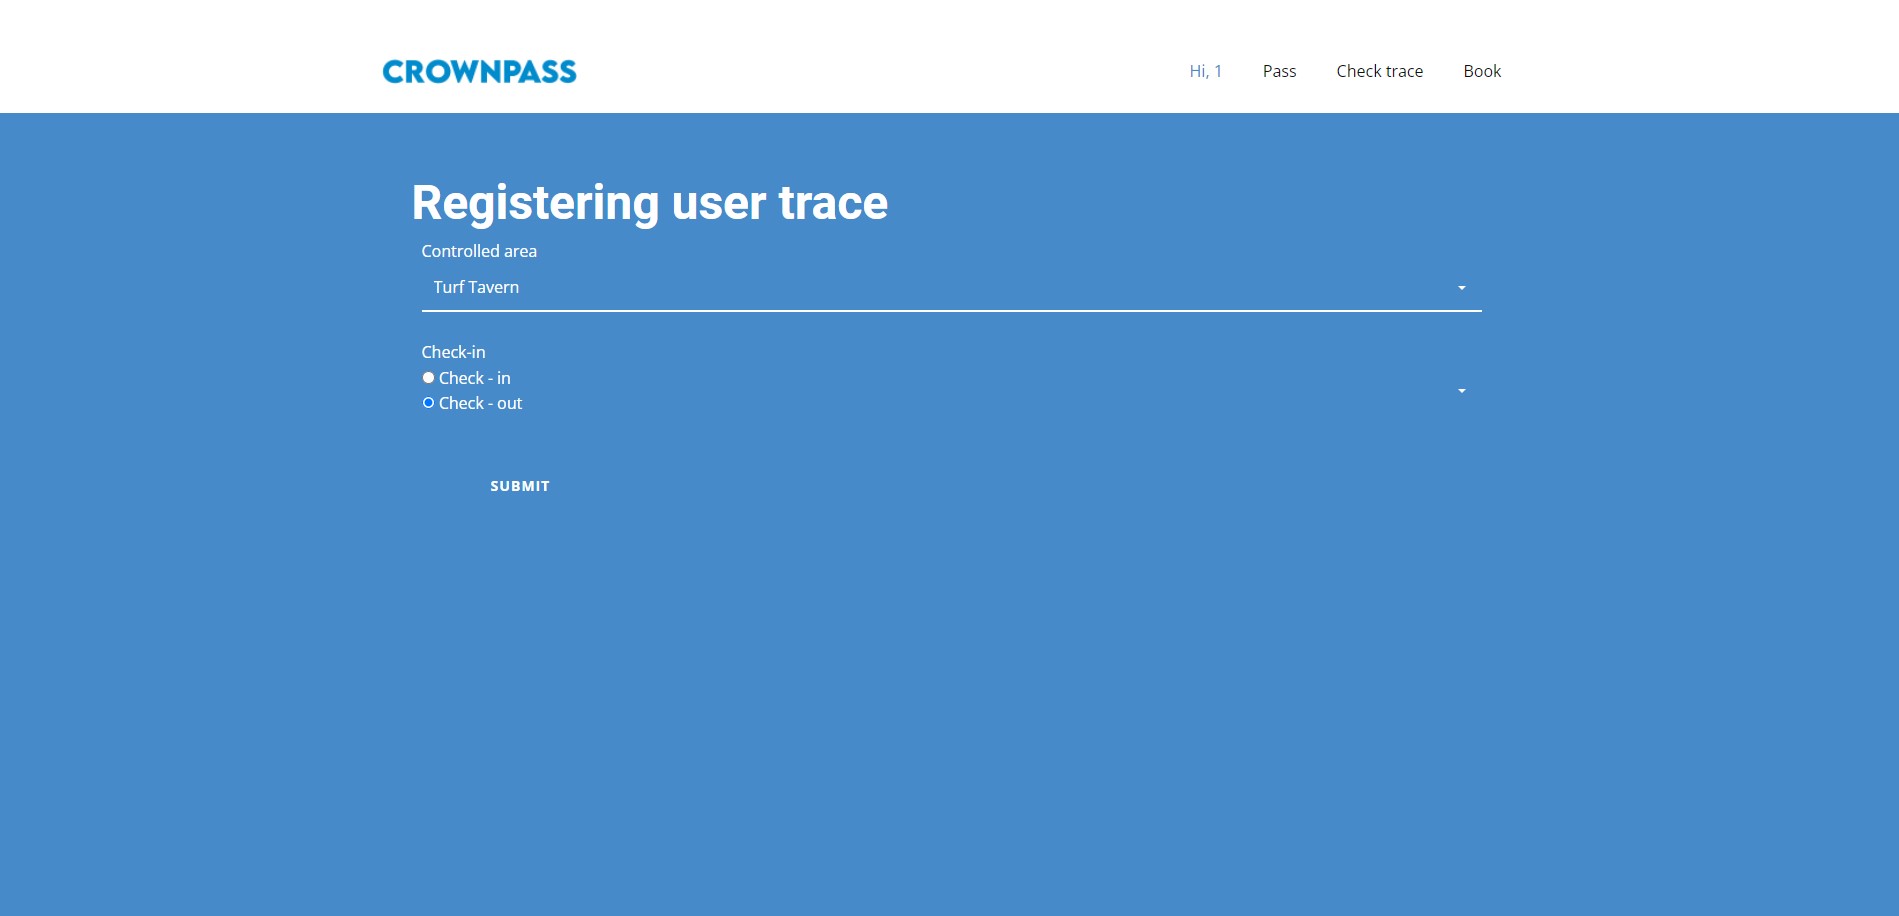 CROWNPASS
Hi, 1 Pass Check trace Book
Registering user trace
Controlled area
Turf Tavern
Check-in
Check - in
Check - out
SUBMIT